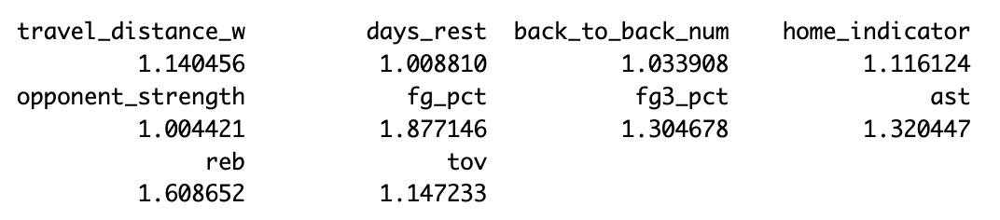 travel_distance_w days_rest back_to_back_num home_indicator
1.140456 1.008810 1.033908 1.116124
opponent_strength fg_pct fg3_pct ast
1.004421 1.877146 1.304678 1.320447
reb tov
1.608652 1.147233